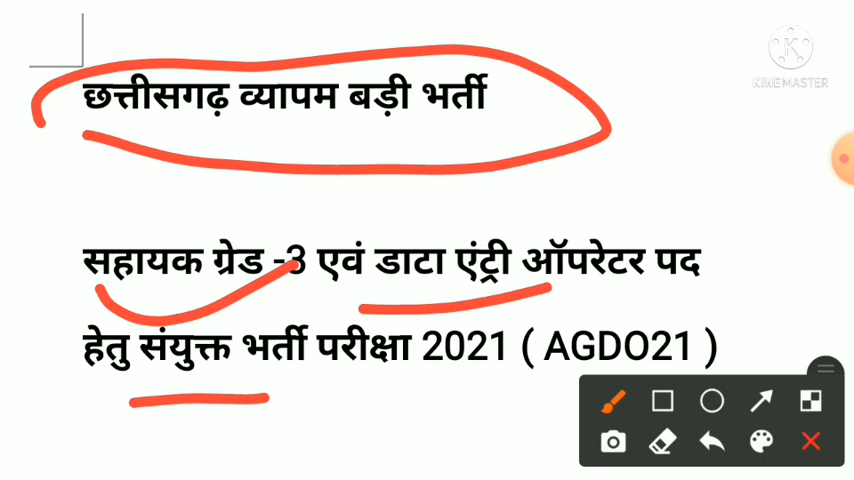 छत्तीसगढ़ व्यापम बड़ी भर्ती
KINEMASTER
सहायक ग्रेड -3 एवं डाटा एंट्री ऑपरेटर पद
हेतु संयुक्त भर्ती परीक्षा 2021 ( AGDO21 )